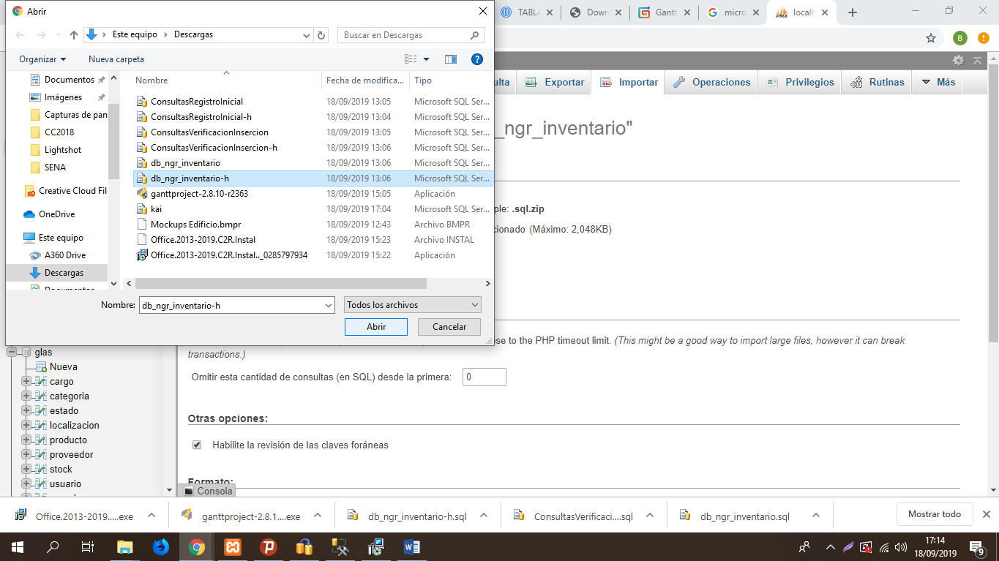 Abrir
TABLA
Down
Gantt
micro
localh
Este equipo
Descargas
Buscar en Descargas
B
Organizar
Nueva carpeta
Documentos
Imágenes
Capturas de pan
CC2018
Lightshot
SENA
Creative Cloud Fil
OneDrive
Este equipo
A360 Drive
Descargas
Nombre Fecha de modifica... Tipo
ConsultasRegistroInicial 18/09/2019 13:05 Microsoft SQL Ser...
ConsultasRegistroInicial-h 18/09/2019 13:04 Microsoft SQL Ser...
ConsultasVerificacionInsercion 18/09/2019 13:05 Microsoft SQL Ser...
ConsultasVerificacionInsercion-h 18/09/2019 13:06 Microsoft SQL Ser...
db_ngr_inventario 18/09/2019 13:06 Microsoft SQL Ser...
db_ngr_inventario-h 18/09/2019 13:06 Microsoft SQL Ser...
ganttproject-2.8.10-r2363 18/09/2019 15:05 Aplicación
kai 18/09/2019 17:04 Microsoft SQL Ser...
Mockups Edificio.bmpr 18/09/2019 12:43 Archivo BMPR
Office.2013-2019.C2R.Instal 18/09/2019 15:23 Archivo INSTAL
Office.2013-2019.C2R.Instal.._0285797934 18/09/2019 15:22 Aplicación
Nombre: db_ngr_inventario-h Todos los archivos
Abrir Cancelar
ulta Exportar Importar Operaciones Privilegios Rutinas Más
_ngr_inventario"
ple: .sql.zip
cionado (Máximo: 2,048KB)
ose to the PHP timeout limit. (This might be a good way to import large files, however it can break
transactions.)
Omitir esta cantidad de consultas (en SQL) desde la primera: 0
Otras opciones:
Habilite la revisión de las claves foráneas
Formato:
Consola
glas
Nueva
cargo
categoria
estado
localizacion
producto
proveedor
stock
usuario
Office.2013-2019.....exe
ganttproject-2.8.1....exe
db_ngr_inventario-h.sql
ConsultasVerificaci....sql
db_ngr_inventario.sql
Mostrar todo
17:14
18/09/2019
9